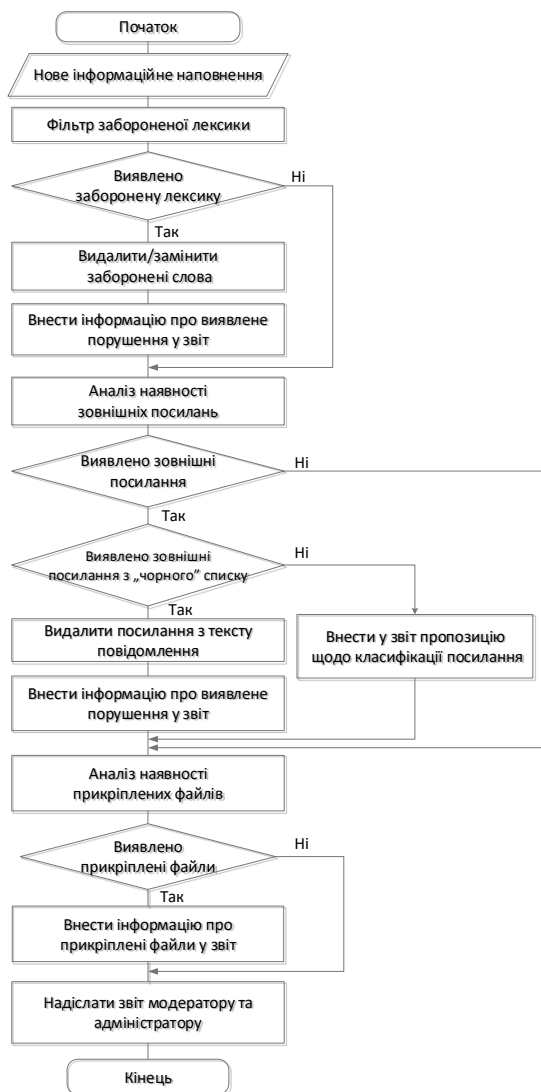 Початок
Нове інформаційне наповнення
Фільтр забороненої лексики
Виявлено
заборонену лексику
Ні
Так
Видалити/замінити
заборонені слова
Внести інформацію про виявлене
порушення у звіт
Аналіз наявності
зовнішніх посилань
Виявлено зовнішні
посилання
Ні
Так
Виявлено зовнішні
посилання з „чорного” списку
Ні
Так
Видалити посилання з тексту
повідомлення
Внести у звіт пропозицію
щодо класифікації посилання
Внести інформацію про виявлене
порушення у звіт
Аналіз наявності
прикріплених файлів
Виявлено
прикріплені файли
Ні
Так
Внести інформацію про
прикріплені файли у звіт
Надіслати звіт модератору та
адміністратору
Кінець